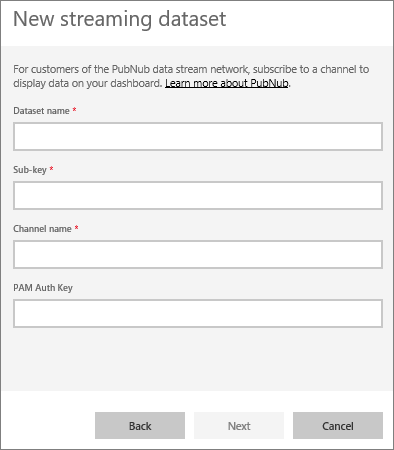 New streaming dataset
For customers of the PubNub data stream network, subscribe to a channel to
display data on your dashboard. Learn more about PubNub.
Dataset name *
Sub-key *
Channel name *
PAM Auth Key
Back Next Cancel